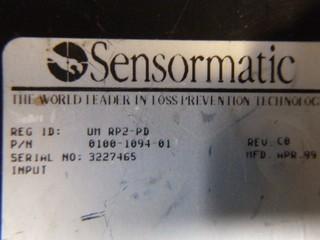 Sensormatic
THE WORLD LEADER IN LOSS PREVENTION TECHNOLOG
REG ID: UM RP2-PD
P/N 0100-1094-01 REV. C0
SERIAL NO: 3227465 MFD. APR.99
INPUT